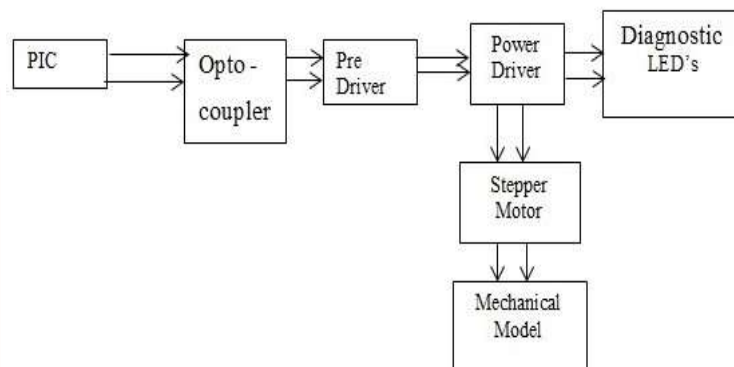 PIC
Opto -
coupler
Pre
Driver
Power
Driver
Diagnostic
LED's
Stepper
Motor
Mechanical
Model